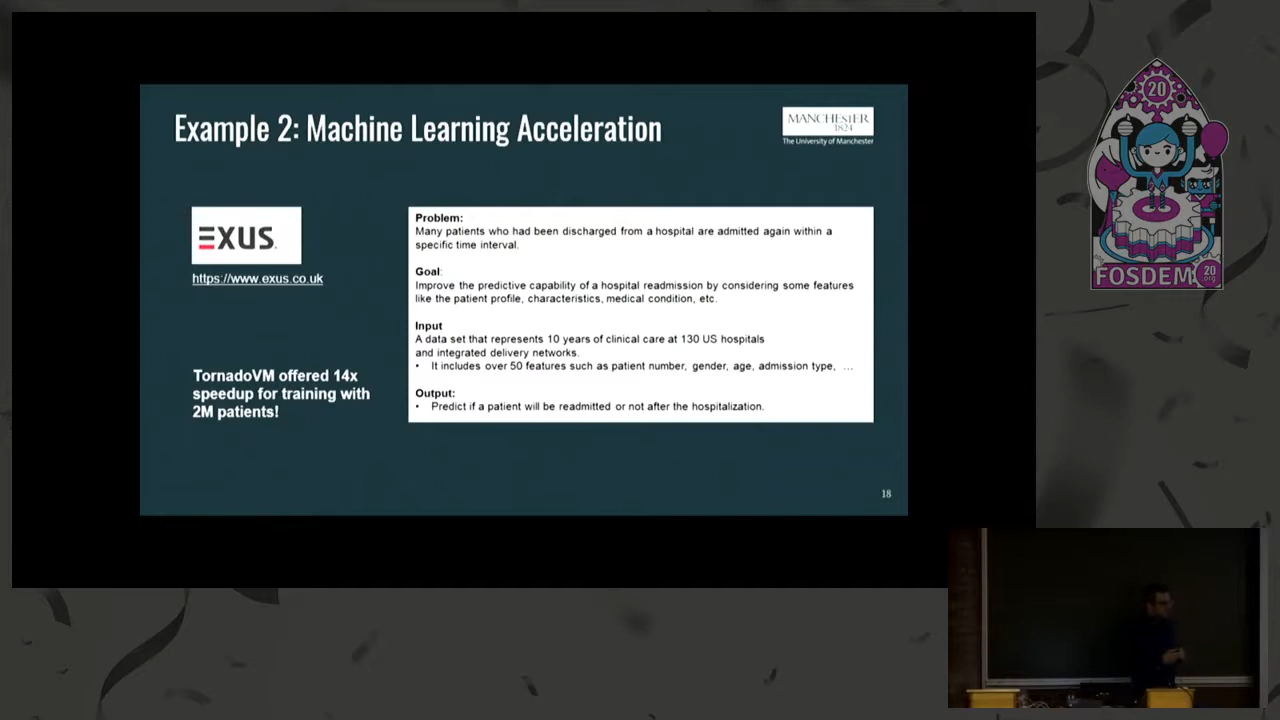 Example 2: Machine Learning Acceleration
MANCHESTER
1824
The University of Manchester
EXUS
https://www.exus.co.uk
TornadoVM offered 14x
speedup for training with
2M patients!
Problem:
Many patients who had been discharged from a hospital are admitted again within a
specific time interval.
Goal:
Improve the predictive capability of a hospital readmission by considering some features
like the patient profile, characteristics, medical condition, etc.
Input
A data set that represents 10 years of clinical care at 130 US hospitals
and integrated delivery networks.
• It includes over 50 features such as patient number, gender, age, admission type, …
Output:
• Predict if a patient will be readmitted or not after the hospitalization.
18
20
FOSDEM
20
.org